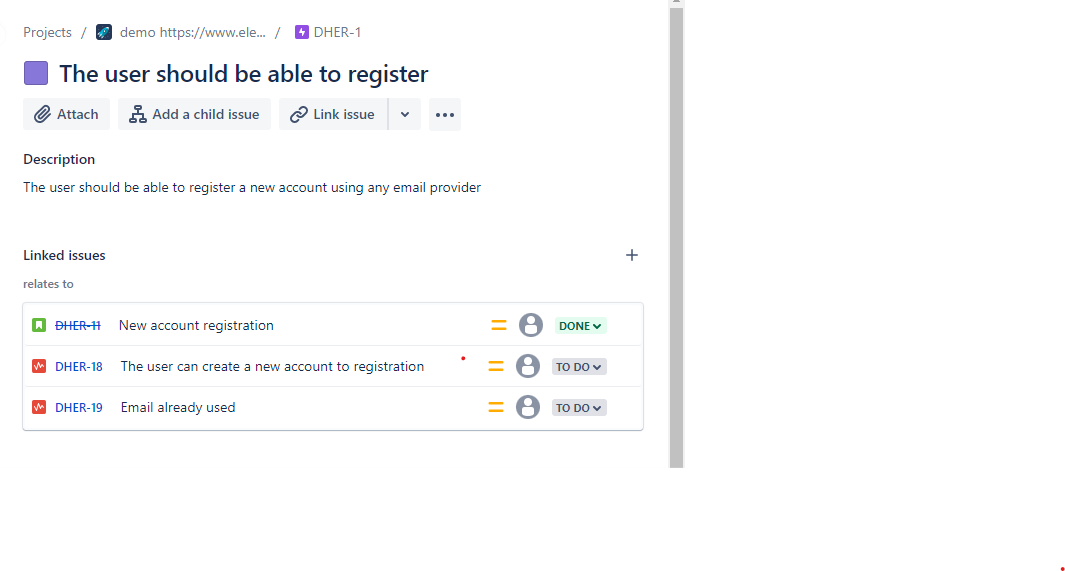 Projects / demo https://www.ele... / DHER-1
The user should be able to register
Attach Add a child issue Link issue
Description
The user should be able to register a new account using any email provider
Linked issues
relates to
DHER-11 New account registration DONE
DHER-18 The user can create a new account to registration TO DO
DHER-19 Email already used TO DO